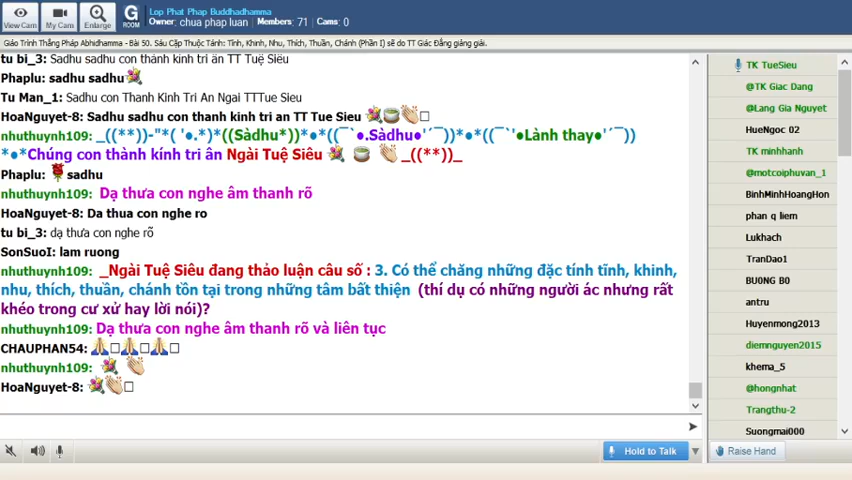 Lop Phat Phap Buddhadhamma
Owner: chua phap luan Members: 71 Cams: 0
View Cam
My Cam
Enlarge
G
ROOM
Giáo Trình Thắng Pháp Abhidhamma - Bài 50. Sáu Cặp Thuộc Tánh: Tịnh, Khinh, Nhu, Thích, Thuần, Chánh (Phần I) sẽ do TT Giác Đẳng giảng giải.
tu bi_3: Sadhu sadhu con thành kính tri ân TT Tuệ Siêu
Phaplu: sadhu sadhu
Tu Man_1: Sadhu con Thanh Kinh Tri An Ngai TTTue Sieu
HoaNguyet-8: Sadhu sadhu con thanh kinh tri an TT Tue Sieu
nhuthuynh109: _((**))-"*( '●.*)*((Sàdhu*))*●*((¯`●.Sàdhu●'´¯))*●*((¯`'●Lành thay●'´¯))
*●*Chúng con thành kính tri ân Ngài Tuệ Siêu _((**))_
Phaplu: sadhu
nhuthuynh109: Dạ thưa con nghe âm thanh rõ
HoaNguyet-8: Da thua con nghe ro
tu bi_3: dạ thưa con nghe rõ
SonSuoI: lam ruong
nhuthuynh109: _Ngài Tuệ Siêu đang thảo luận câu số : 3. Có thể chăng những đặc tính tĩnh, khinh,
nhu, thích, thuần, chánh tồn tại trong những tâm bất thiện (thí dụ có những người ác nhưng rất
khéo trong cư xử hay lời nói)?
nhuthuynh109: Dạ thưa con nghe âm thanh rõ và liên tục
CHAUPHAN54:
nhuthuynh109:
HoaNguyet-8:
TK TueSieu
@TK Giac Dang
@Lang Gia Nguyet
HueNgoc 02
TK minhhanh
@motcoiphuvan_1
BinhMinhHoangHon
phan q liem
Lukhach
TranDao1
BU0NG B0
antru
Huyenmong2013
diemnguyen2015
khema_5
@hongnhat
Trangthu-2
Suongmai000
Hold to Talk
Raise Hand